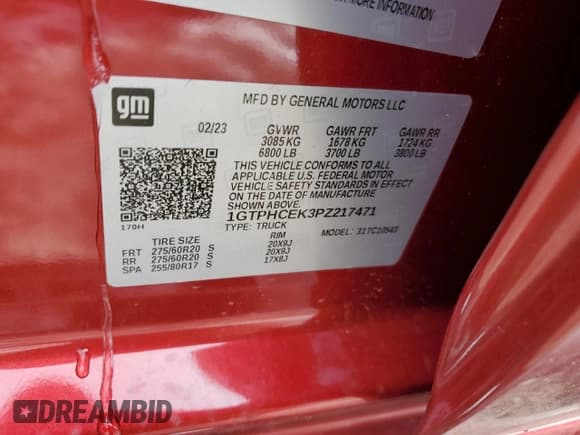 OR MORE INFORMATION
gm
MFD BY GENERAL MOTORS LLC
02/23 GVWR GAWR FRT GAWR RR
3085 KG 1678 KG 1724 KG
6800 LB 3700 LB 3800 LB
THIS VEHICLE CONFORMS TO ALL
APPLICABLE U.S. FEDERAL MOTOR
VEHICLE SAFETY STANDARDS IN EFFECT
ON THE DATE OF MANUFACTURE
SHOWN ABOVE.
1GTPHCEK3PZ217471
170H
TYPE: TRUCK MODEL: 31TC10543
TIRE SIZE RIM
FRT 275/60R20 S 20X9J
RR 275/60R20 S 20X9J
SPA 255/80R17 S 17X8J
DREAMBID